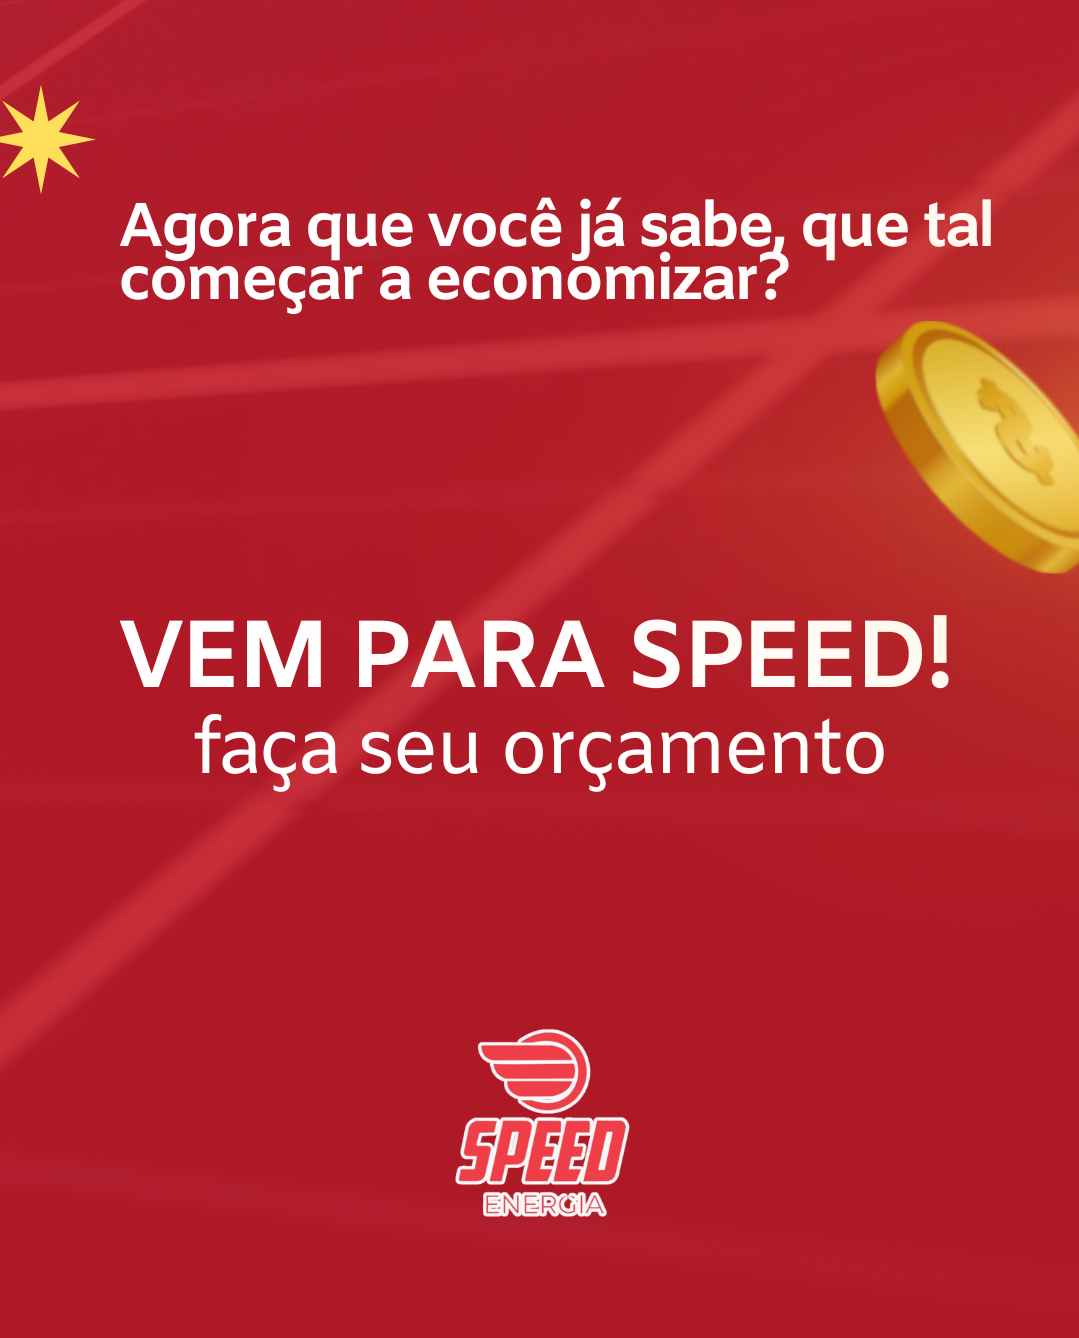 Agora que você já sabe, que tal
começar a economizar?
VEM PARA SPEED!
faça seu orçamento
SPEED
ENERGIA